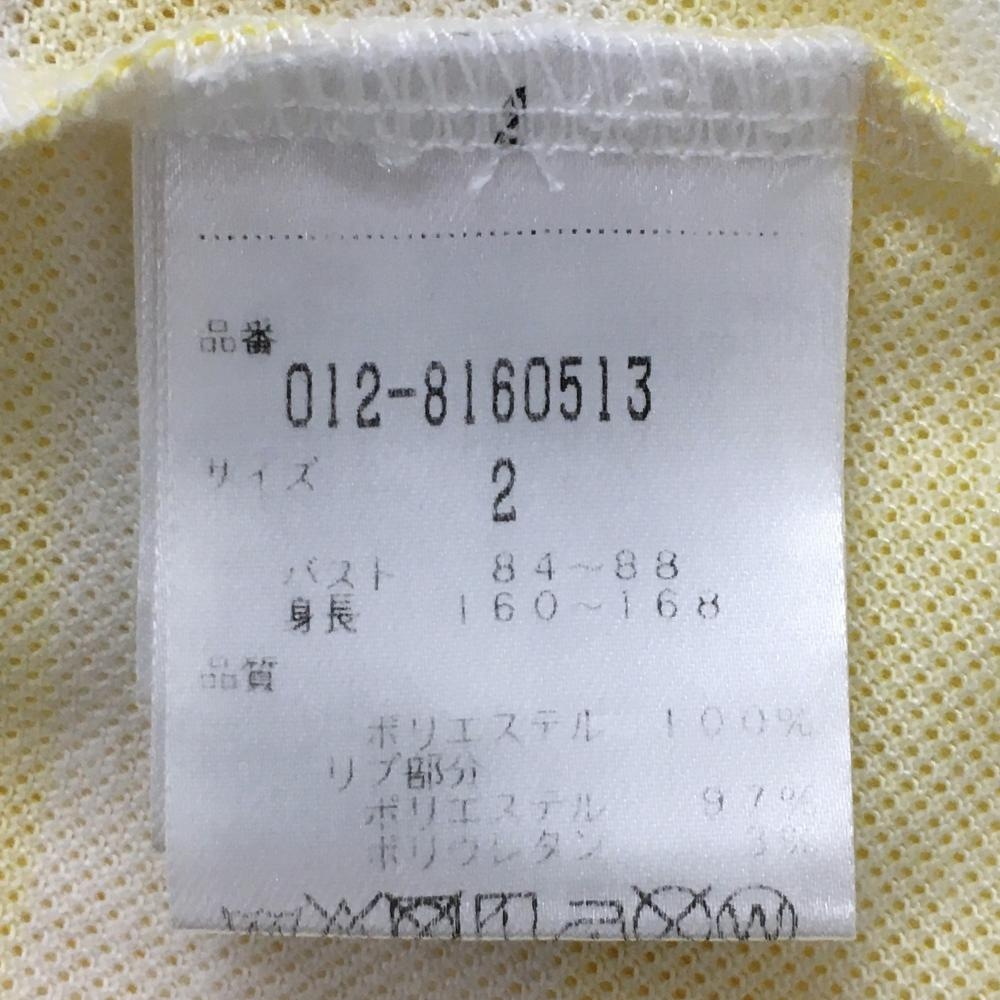 品番
012-8160513
サイズ 2
バスト 84~88
身長 160~168
品質
ポリエステル 100%
リブ部分
ポリエステル 97%
ポリウレタン 3%